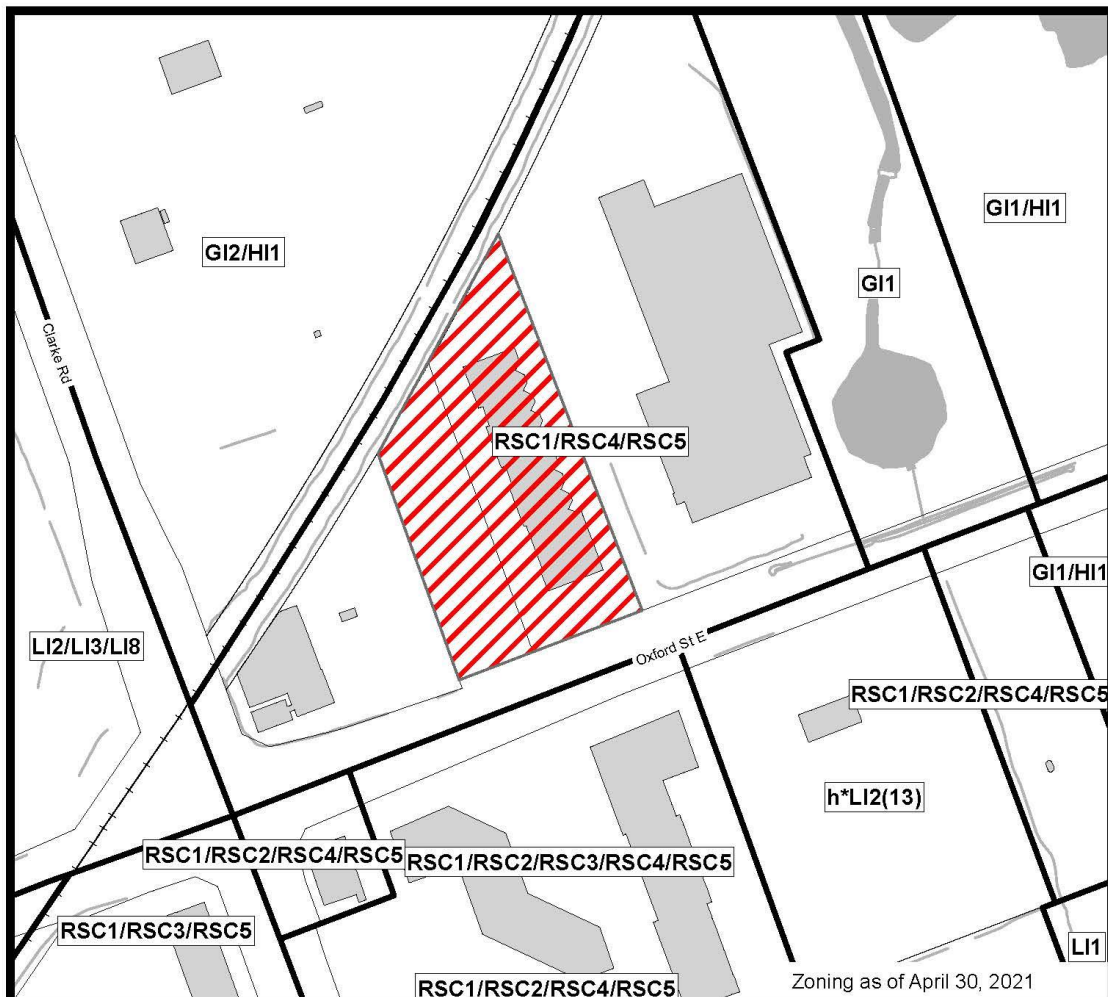 GI1/HI1
GI2/HI1
GI1
Clarke Rd
RSC1/RSC4/RSC5
GI1/HI1
LI2/LI3/LI8
Oxford St E
RSC1/RSC2/RSC4/RSC5
h*LI2(13)
RSC1/RSC2/RSC4/RSC5
RSC1/RSC2/RSC3/RSC4/RSC5
RSC1/RSC3/RSC5
LI1
RSC1/RSC2/RSC4/RSC5
Zoning as of April 30, 2021